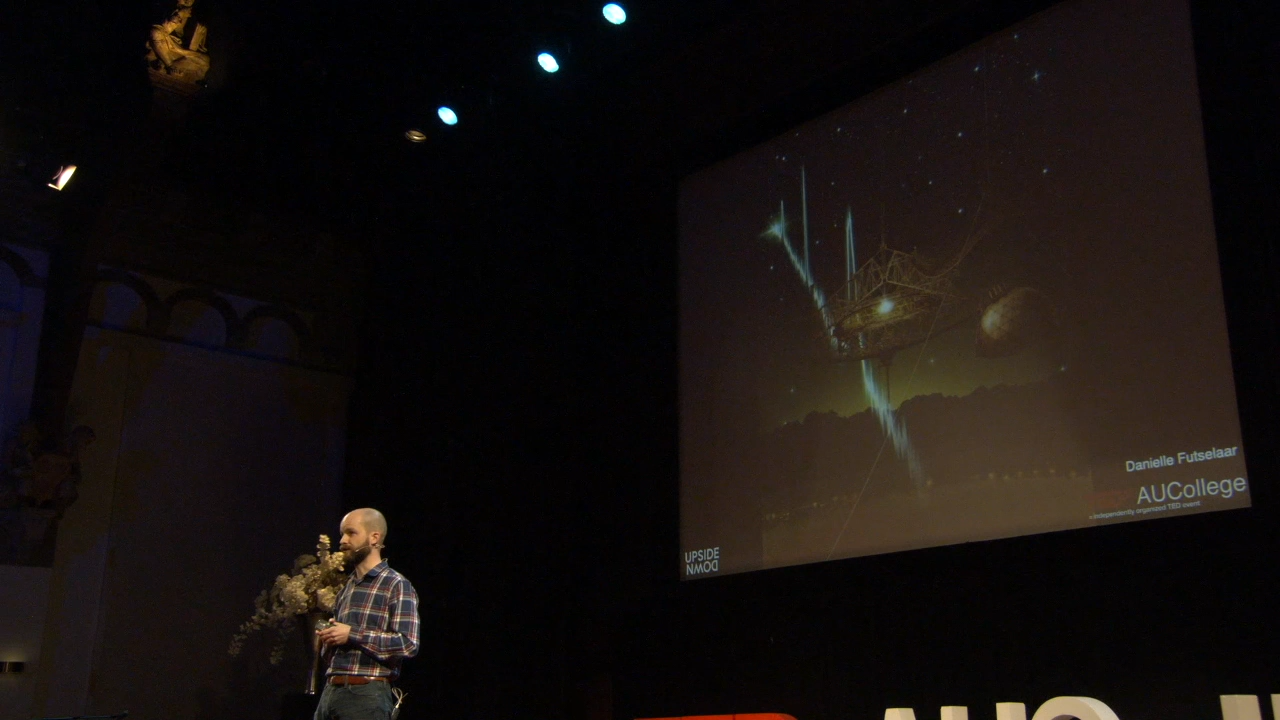 Danielle Futselaar
AUCollege
independently organized TED event
UPSIDE
DOWN